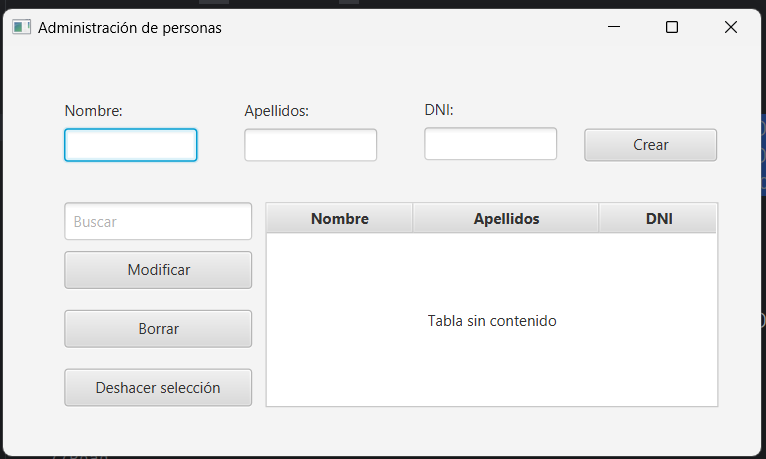 Administración de personas
Nombre: Apellidos: DNI:
Crear
Buscar
Nombre Apellidos DNI
Modificar
Tabla sin contenido
Borrar
Deshacer selección